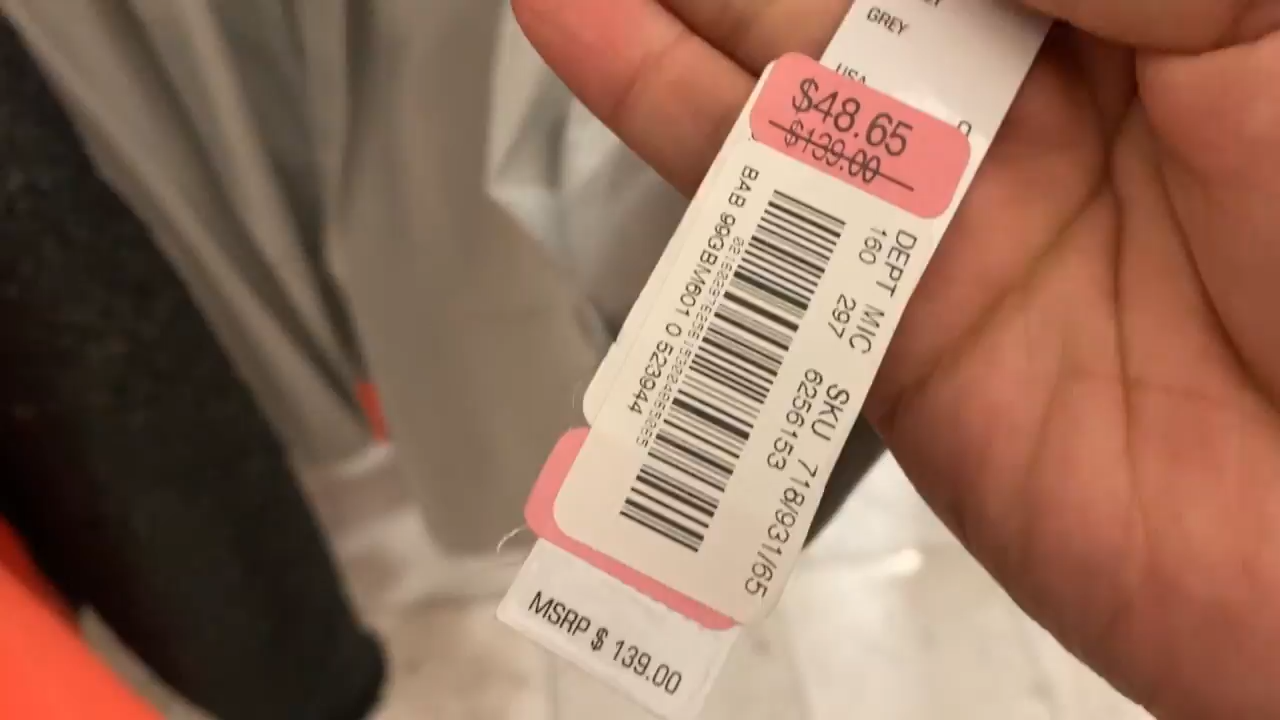 GREY
USA
$48.65
$139.00
DEPT MIC SKU 718/931/65
160 297 6256153
BAB 99GBM601 0 523944
MSRP $ 139.00